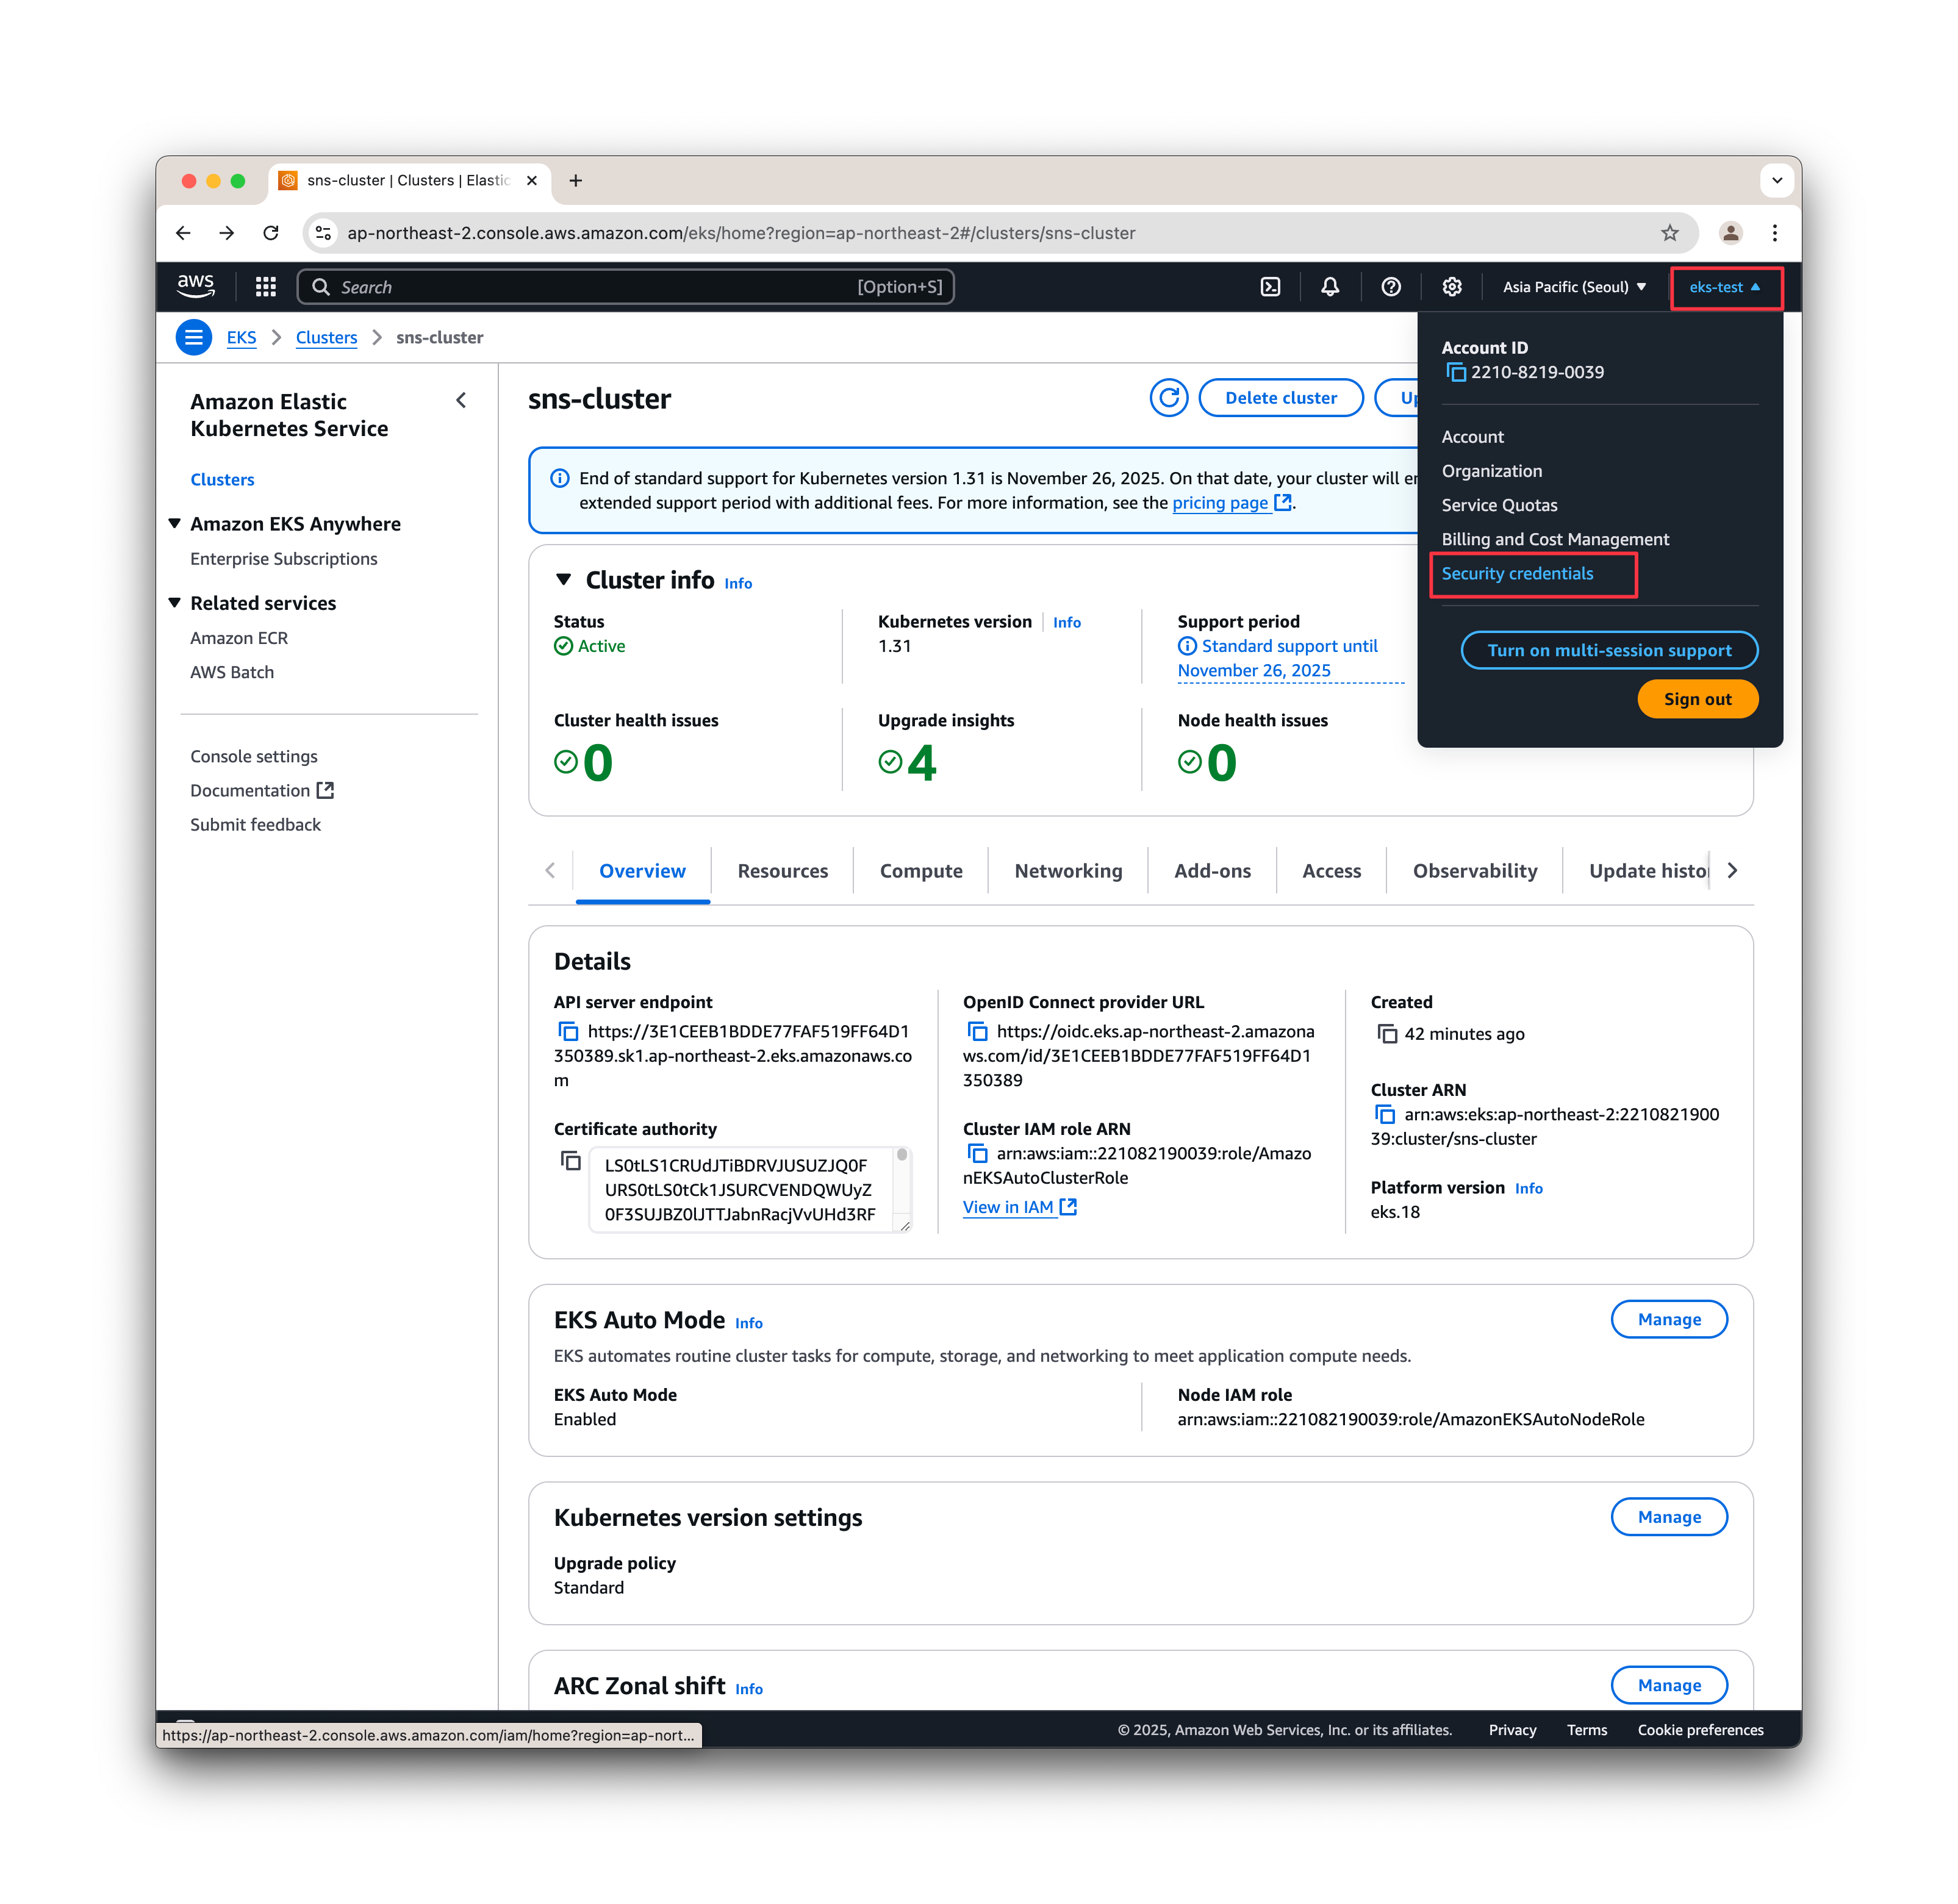 sns-cluster | Clusters | Elastic
ap-northeast-2.console.aws.amazon.com/eks/home?region=ap-northeast-2#/clusters/sns-cluster
aws
Search
[Option+S]
Asia Pacific (Seoul)
eks-test
EKS
Clusters
sns-cluster
Account ID
2210-8219-0039
Account
Organization
Service Quotas
Billing and Cost Management
Security credentials
Turn on multi-session support
Sign out
Amazon Elastic
Kubernetes Service
Clusters
Amazon EKS Anywhere
Enterprise Subscriptions
Related services
Amazon ECR
AWS Batch
Console settings
Documentation
Submit feedback
sns-cluster
Delete cluster
End of standard support for Kubernetes version 1.31 is November 26, 2025. On that date, your cluster will
extended support period with additional fees. For more information, see the pricing page.
Cluster info Info
Status
Active
Kubernetes version Info
1.31
Support period
Standard support until
November 26, 2025
Cluster health issues
0
Upgrade insights
4
Node health issues
0
Overview
Resources
Compute
Networking
Add-ons
Access
Observability
Update histo
Details
API server endpoint
https://3E1CEEB1BDDE77FAF519FF64D1
350389.sk1.ap-northeast-2.eks.amazonaws.co
m
Certificate authority
LS0tLS1CRUdJTiBDRVJUSUZJQ0F
URS0tLS0tCk1JSURCVENDQWUyZ
0F3SUJBZ0lJTTJabnRacjVvUHd3RF
OpenID Connect provider URL
https://oidc.eks.ap-northeast-2.amazona
ws.com/id/3E1CEEB1BDDE77FAF519FF64D1
350389
Cluster IAM role ARN
arn:aws:iam::221082190039:role/Amazo
nEKSAutoClusterRole
View in IAM
Created
42 minutes ago
Cluster ARN
arn:aws:eks:ap-northeast-2:2210821900
39:cluster/sns-cluster
Platform version Info
eks.18
EKS Auto Mode Info
Manage
EKS automates routine cluster tasks for compute, storage, and networking to meet application compute needs.
EKS Auto Mode
Enabled
Node IAM role
arn:aws:iam::221082190039:role/AmazonEKSAutoNodeRole
Kubernetes version settings
Manage
Upgrade policy
Standard
ARC Zonal shift Info
Manage
https://ap-northeast-2.console.aws.amazon.com/iam/home?region=ap-nort...
© 2025, Amazon Web Services, Inc. or its affiliates.
Privacy
Terms
Cookie preferences